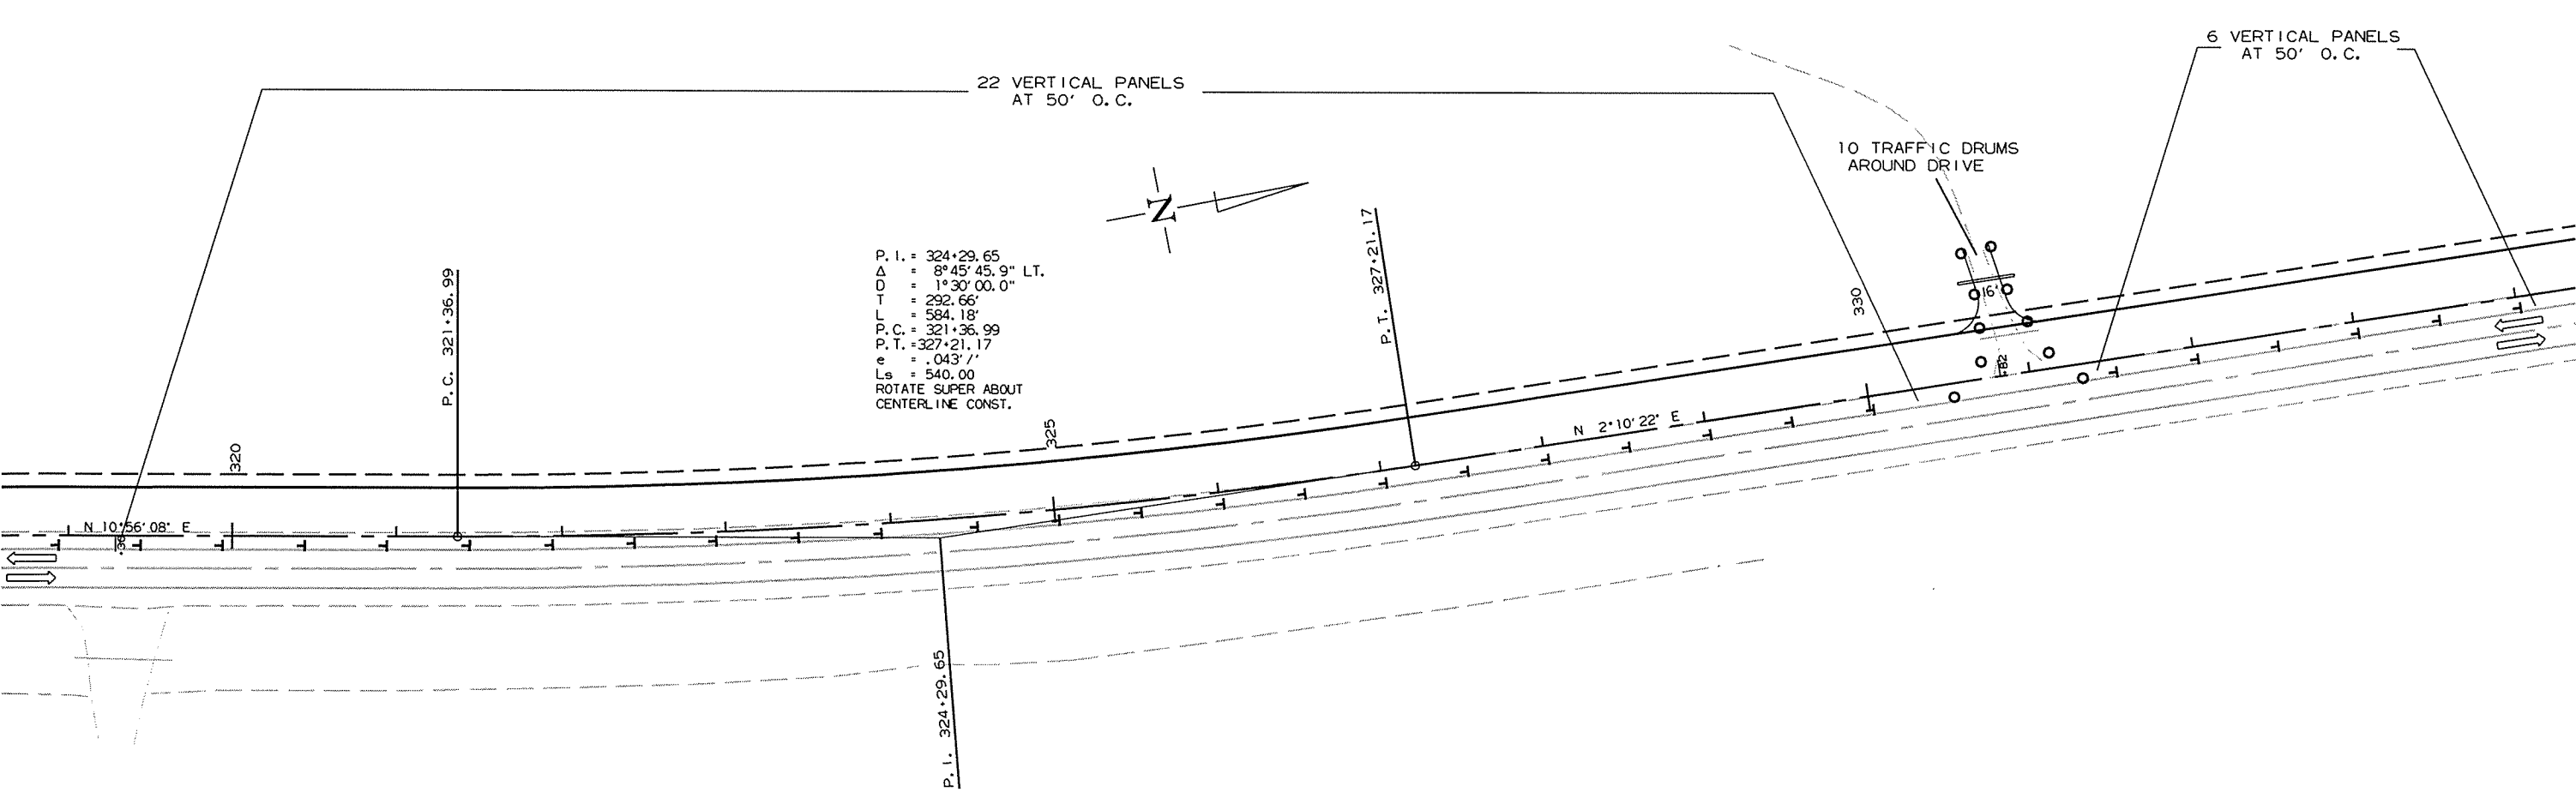 6 VERTICAL PANELS
AT 50' O.C.
22 VERTICAL PANELS
AT 50' O.C.
10 TRAFFIC DRUMS
AROUND DRIVE
N
P.I. = 324+29.65
Δ = 8°45'45.9" LT.
D = 1°30'00.0"
T = 292.66'
L = 584.18'
P.C. = 321+36.99
P.T. =327+21.17
e = .043'/'
Ls = 540.00
ROTATE SUPER ABOUT
CENTERLINE CONST.
P.C. 321+36.99
P.T. 327+21.17
330
16'
325
320
N 2°10'22" E
N 10°56'08" E
P.I. 324+29.65